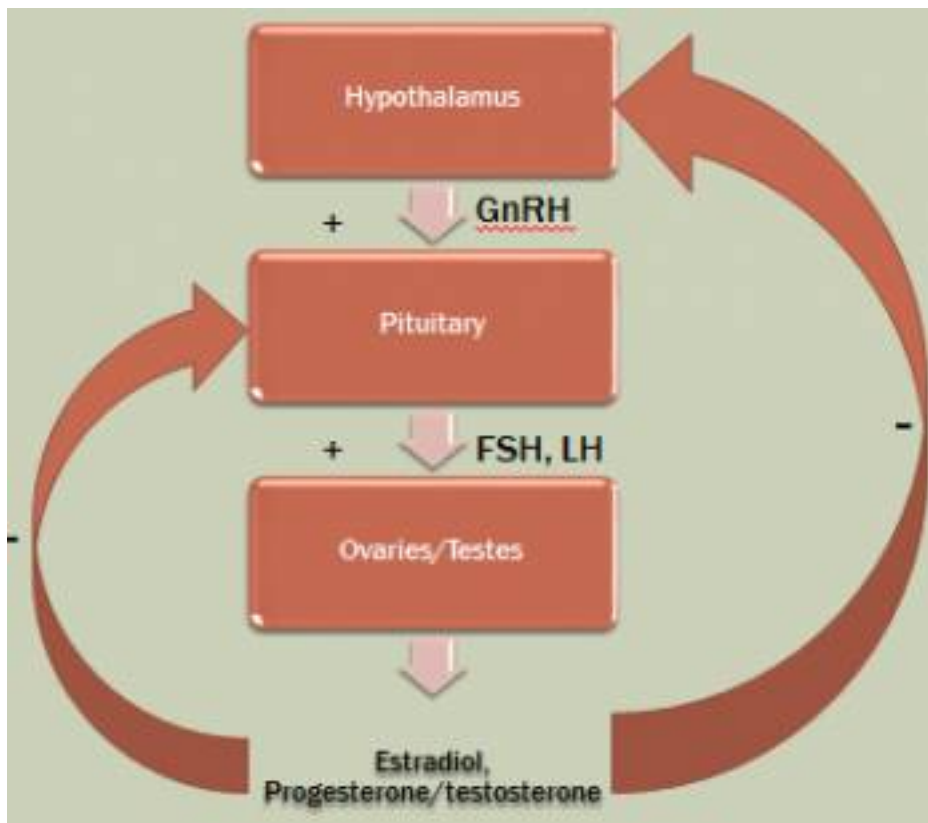 Hypothalamus
+
GnRH
Pituitary
-
+
FSH, LH
-
Ovaries/Testes
Estradiol,
Progesterone/testosterone